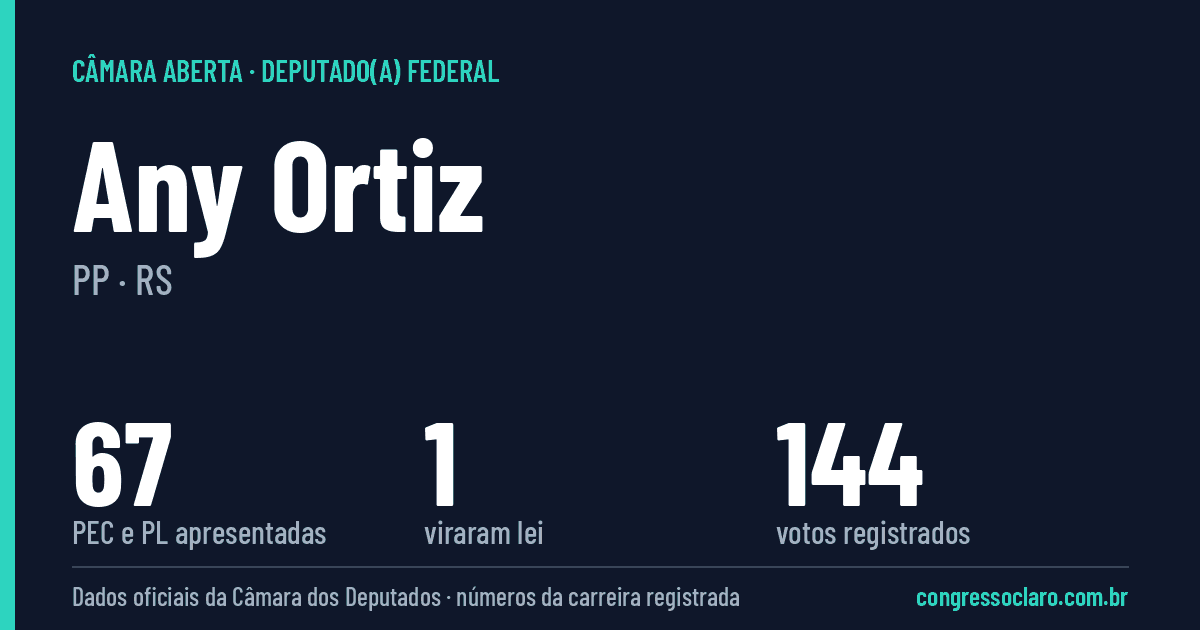 CÂMARA ABERTA · DEPUTADO(A) FEDERAL
Any Ortiz
PP · RS
67 1 144
PEC e PL apresentadas viraram lei votos registrados
Dados oficiais da Câmara dos Deputados · números da carreira registrada congressoclaro.com.br